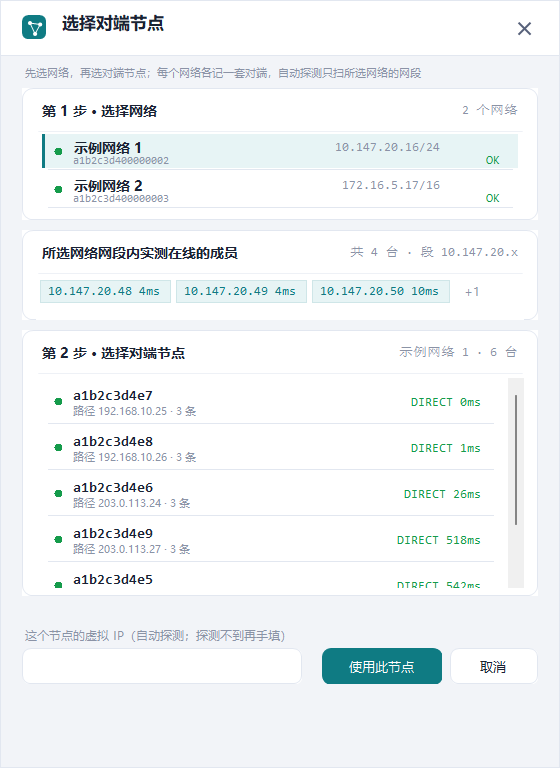 选择对端节点
先选网络，再选对端节点；每个网络各记一套对端，自动探测只扫所选网络的网段
第 1 步 • 选择网络
2 个网络
示例网络 1
10.147.20.16/24
a1b2c3d400000002
OK
示例网络 2
172.16.5.17/16
a1b2c3d400000003
OK
所选网络网段内实测在线的成员
共 4 台 · 段 10.147.20.x
10.147.20.48 4ms
10.147.20.49 4ms
10.147.20.50 10ms
+1
第 2 步 • 选择对端节点
示例网络 1 · 6 台
a1b2c3d4e7
路径 192.168.10.25 · 3 条
DIRECT 0ms
a1b2c3d4e8
路径 192.168.10.26 · 3 条
DIRECT 1ms
a1b2c3d4e6
路径 203.0.113.24 · 3 条
DIRECT 26ms
a1b2c3d4e9
路径 203.0.113.27 · 3 条
DIRECT 518ms
a1b2c3d4e5
DIRECT 542ms
这个节点的虚拟 IP（自动探测；探测不到再手填）
使用此节点
取消